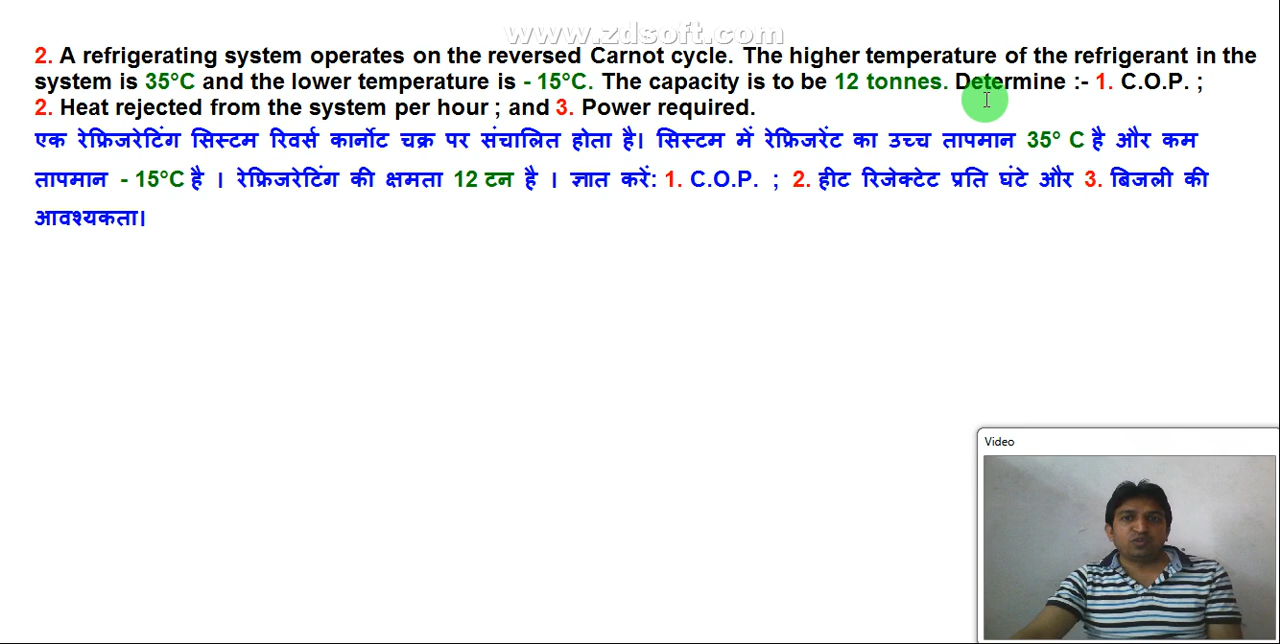 www.zdsoft.com
2. A refrigerating system operates on the reversed Carnot cycle. The higher temperature of the refrigerant in the
system is 35°C and the lower temperature is - 15°C. The capacity is to be 12 tonnes. Determine :- 1. C.O.P. ;
2. Heat rejected from the system per hour ; and 3. Power required.
एक रेफ्रिजरेटिंग सिस्टम रिवर्स कार्नोट चक्र पर संचालित होता है। सिस्टम में रेफ्रिजरेंट का उच्च तापमान 35° C है और कम
तापमान - 15°C है । रेफ्रिजरेटिंग की क्षमता 12 टन है । ज्ञात करें: 1. C.O.P. ; 2. हीट रिजेक्टेट प्रति घंटे और 3. बिजली की
आवश्यकता।
Video